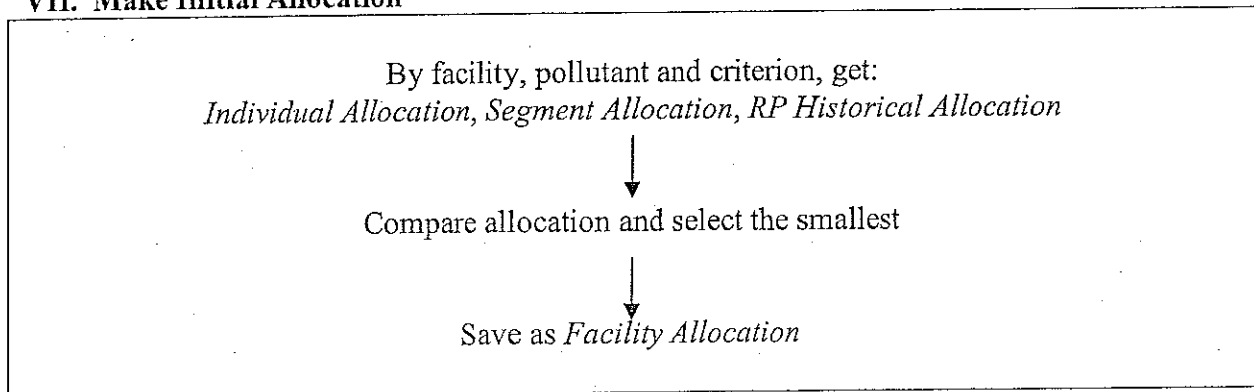 VII. Make Initial Allocation
By facility, pollutant and criterion, get:
Individual Allocation, Segment Allocation, RP Historical Allocation
Compare allocation and select the smallest
Save as Facility Allocation